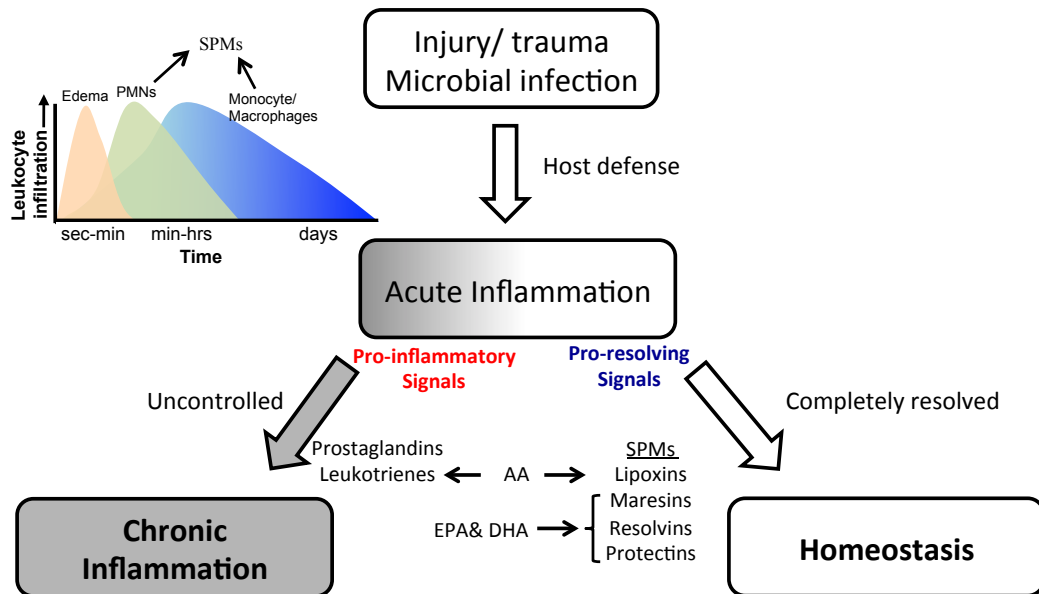 Injury/ trauma
Microbial infection
SPMs
Edema
PMNs
Monocyte/
Macrophages
Leukocyte
infiltration
sec-min
min-hrs
days
Time
Host defense
Acute Inflammation
Pro-inflammatory
Signals
Pro-resolving
Signals
Uncontrolled
Completely resolved
Prostaglandins
Leukotrienes
AA
SPMs
Lipoxins
Maresins
EPA& DHA
Resolvins
Protectins
Chronic
Inflammation
Homeostasis